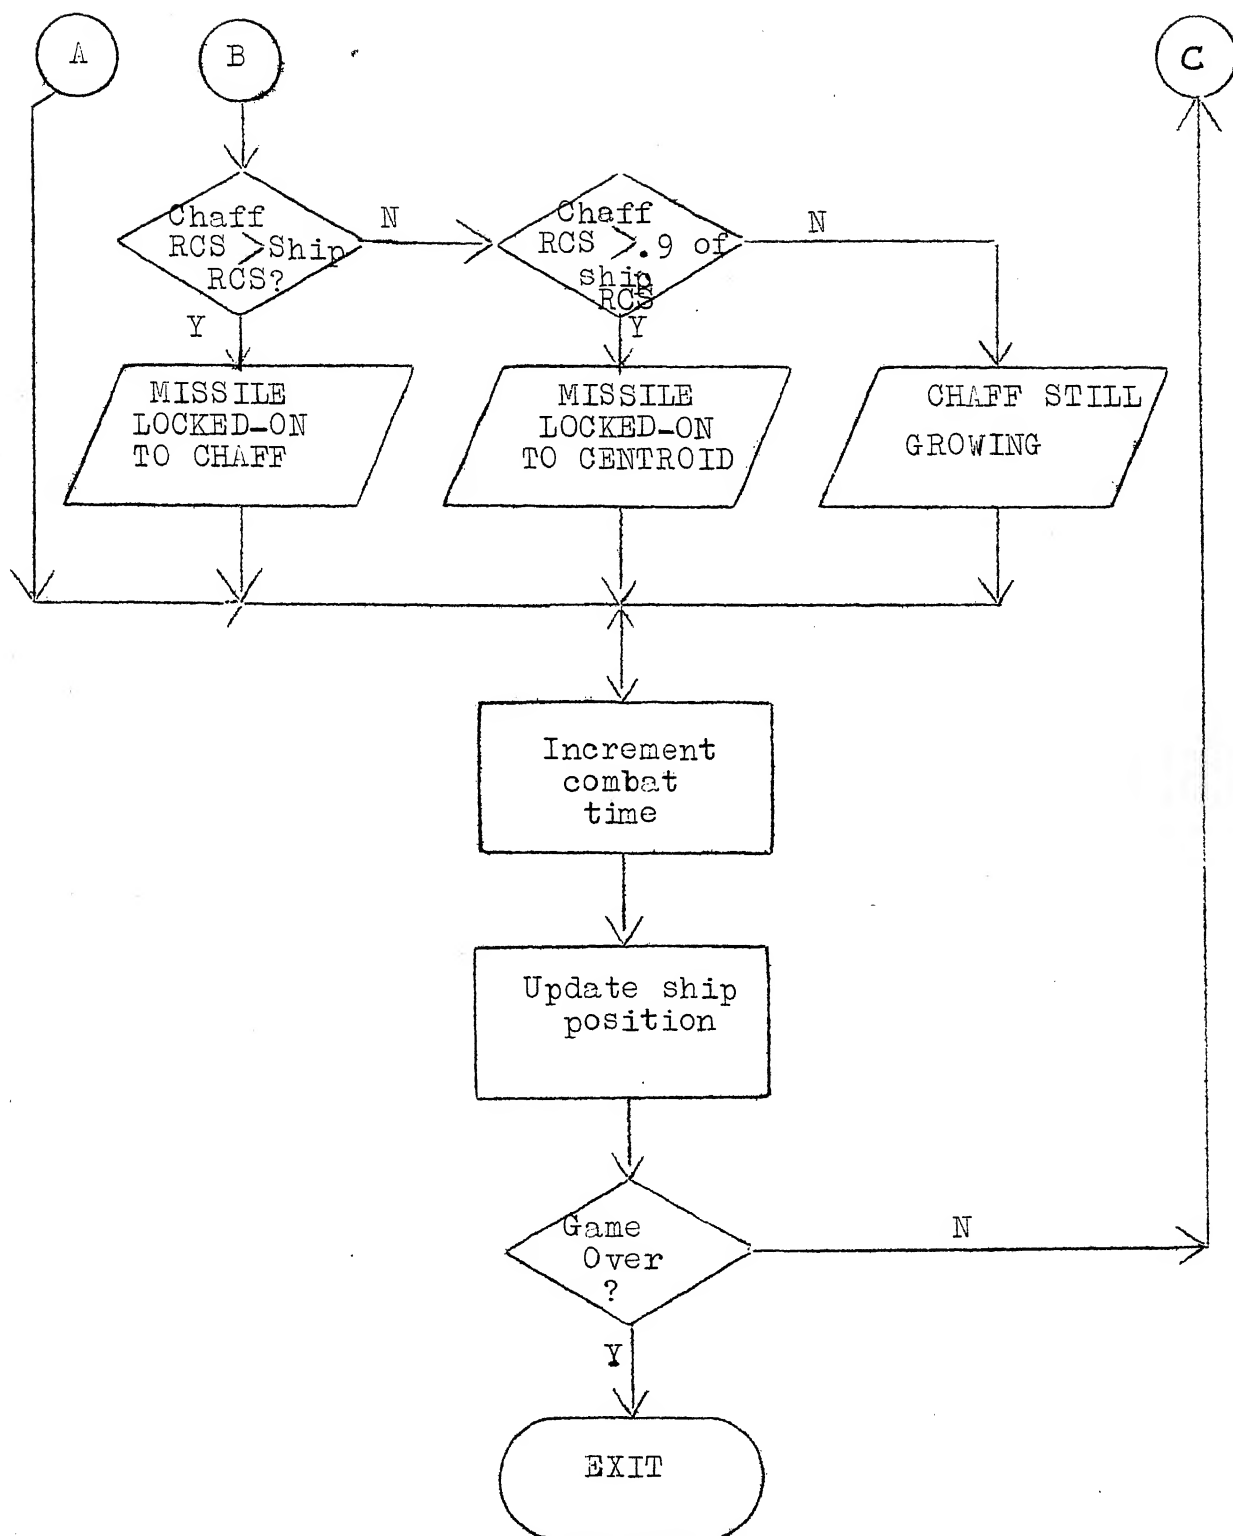 A
B
C
Chaff
RCS >Ship
RCS?
N
Chaff
RCS >.9 of
ship
RCS
N
Y
Y
MISSILE
LOCKED-ON
TO CHAFF
MISSILE
LOCKED-ON
TO CENTROID
CHAFF STILL
GROWING
Increment
combat
time
Update ship
position
Game
Over
?
N
Y
EXIT